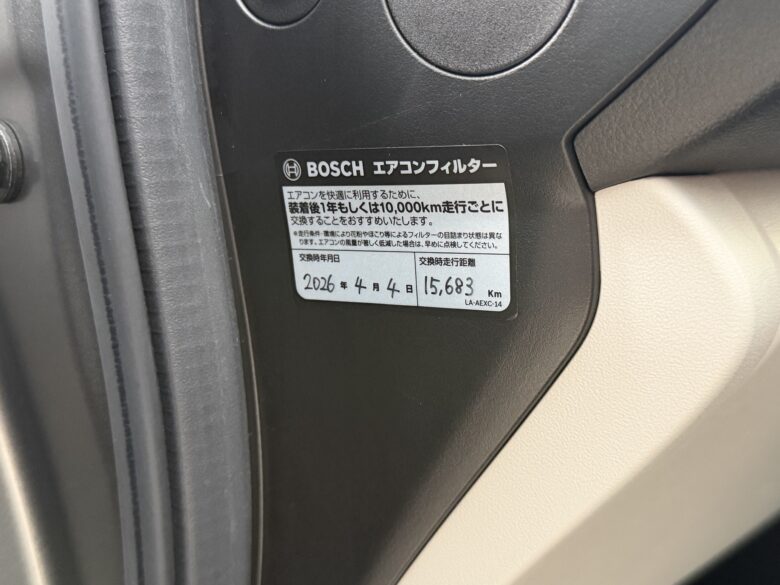 BOSCH エアコンフィルター
エアコンを快適に利用するために、
装着後1年もしくは10,000km走行ごとに
交換することをおすすめいたします。
※走行条件・環境により花粉やほこり等によるフィルターの目詰まり状態は異な
ります。エアコンの風量が著しく低減した場合は、早めに点検してください。
交換時年月日
交換時走行距離
2026 年 4 月 4 日
15,683 Km
LA-AEXC-14